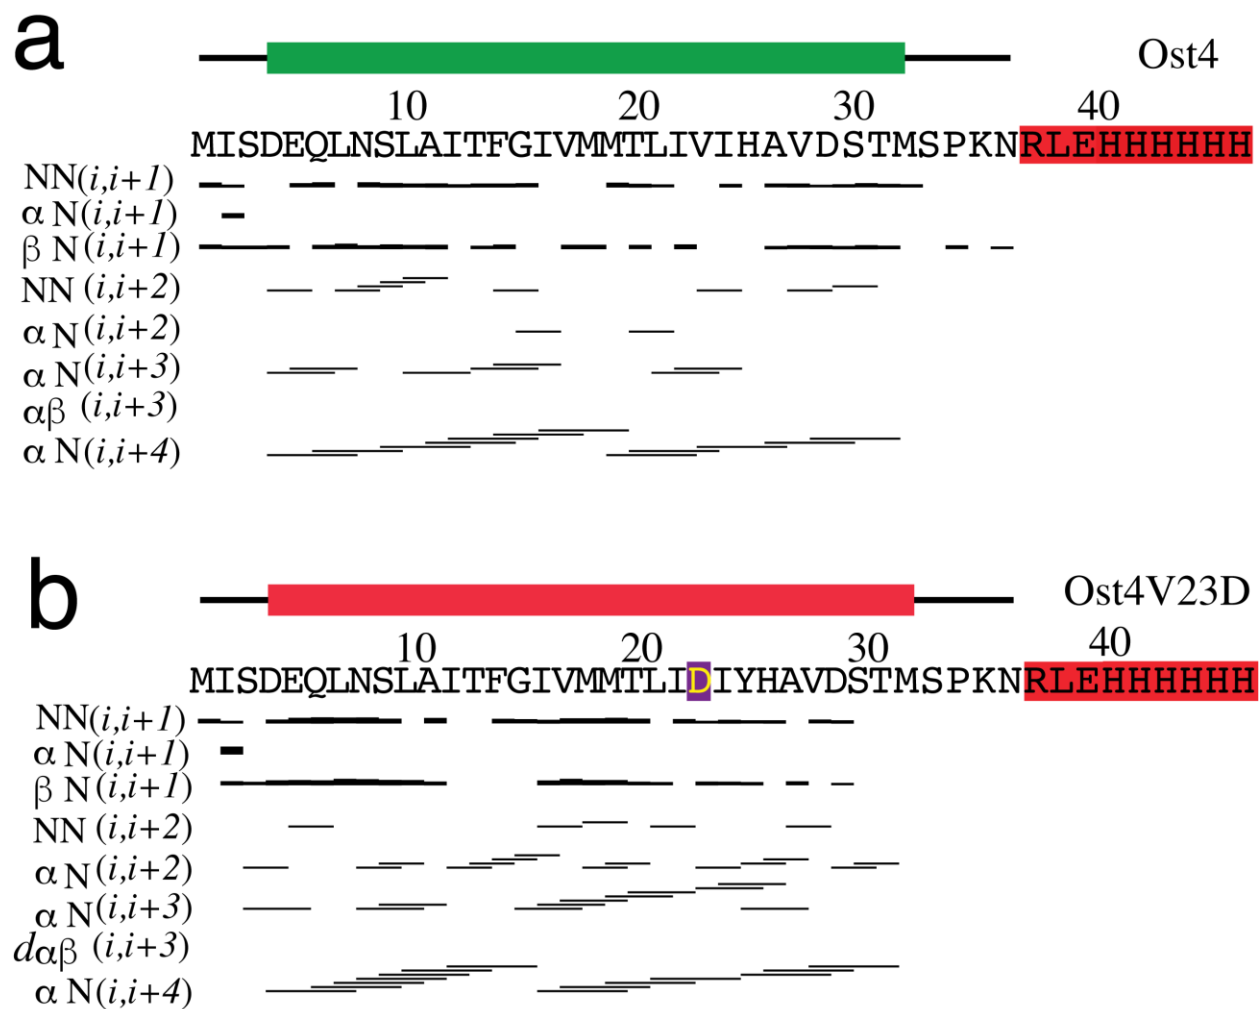 a
Ost4
10 20 30 40
MISDEQLNSLAITFGIVMMTLIVIHAVDSTMSPKNRLEHHHHHH
NN(i,i+1)
α N(i,i+1)
β N(i,i+1)
NN (i,i+2)
α N(i,i+2)
α N(i,i+3)
αβ (i,i+3)
α N(i,i+4)
b
Ost4V23D
10 20 30 40
MISDEQLNSLAITFGIVMMTLIDIYHAVDSTMSPKNRLEHHHHHH
NN(i,i+1)
α N(i,i+1)
β N(i,i+1)
NN (i,i+2)
α N(i,i+2)
α N(i,i+3)
dαβ (i,i+3)
α N(i,i+4)